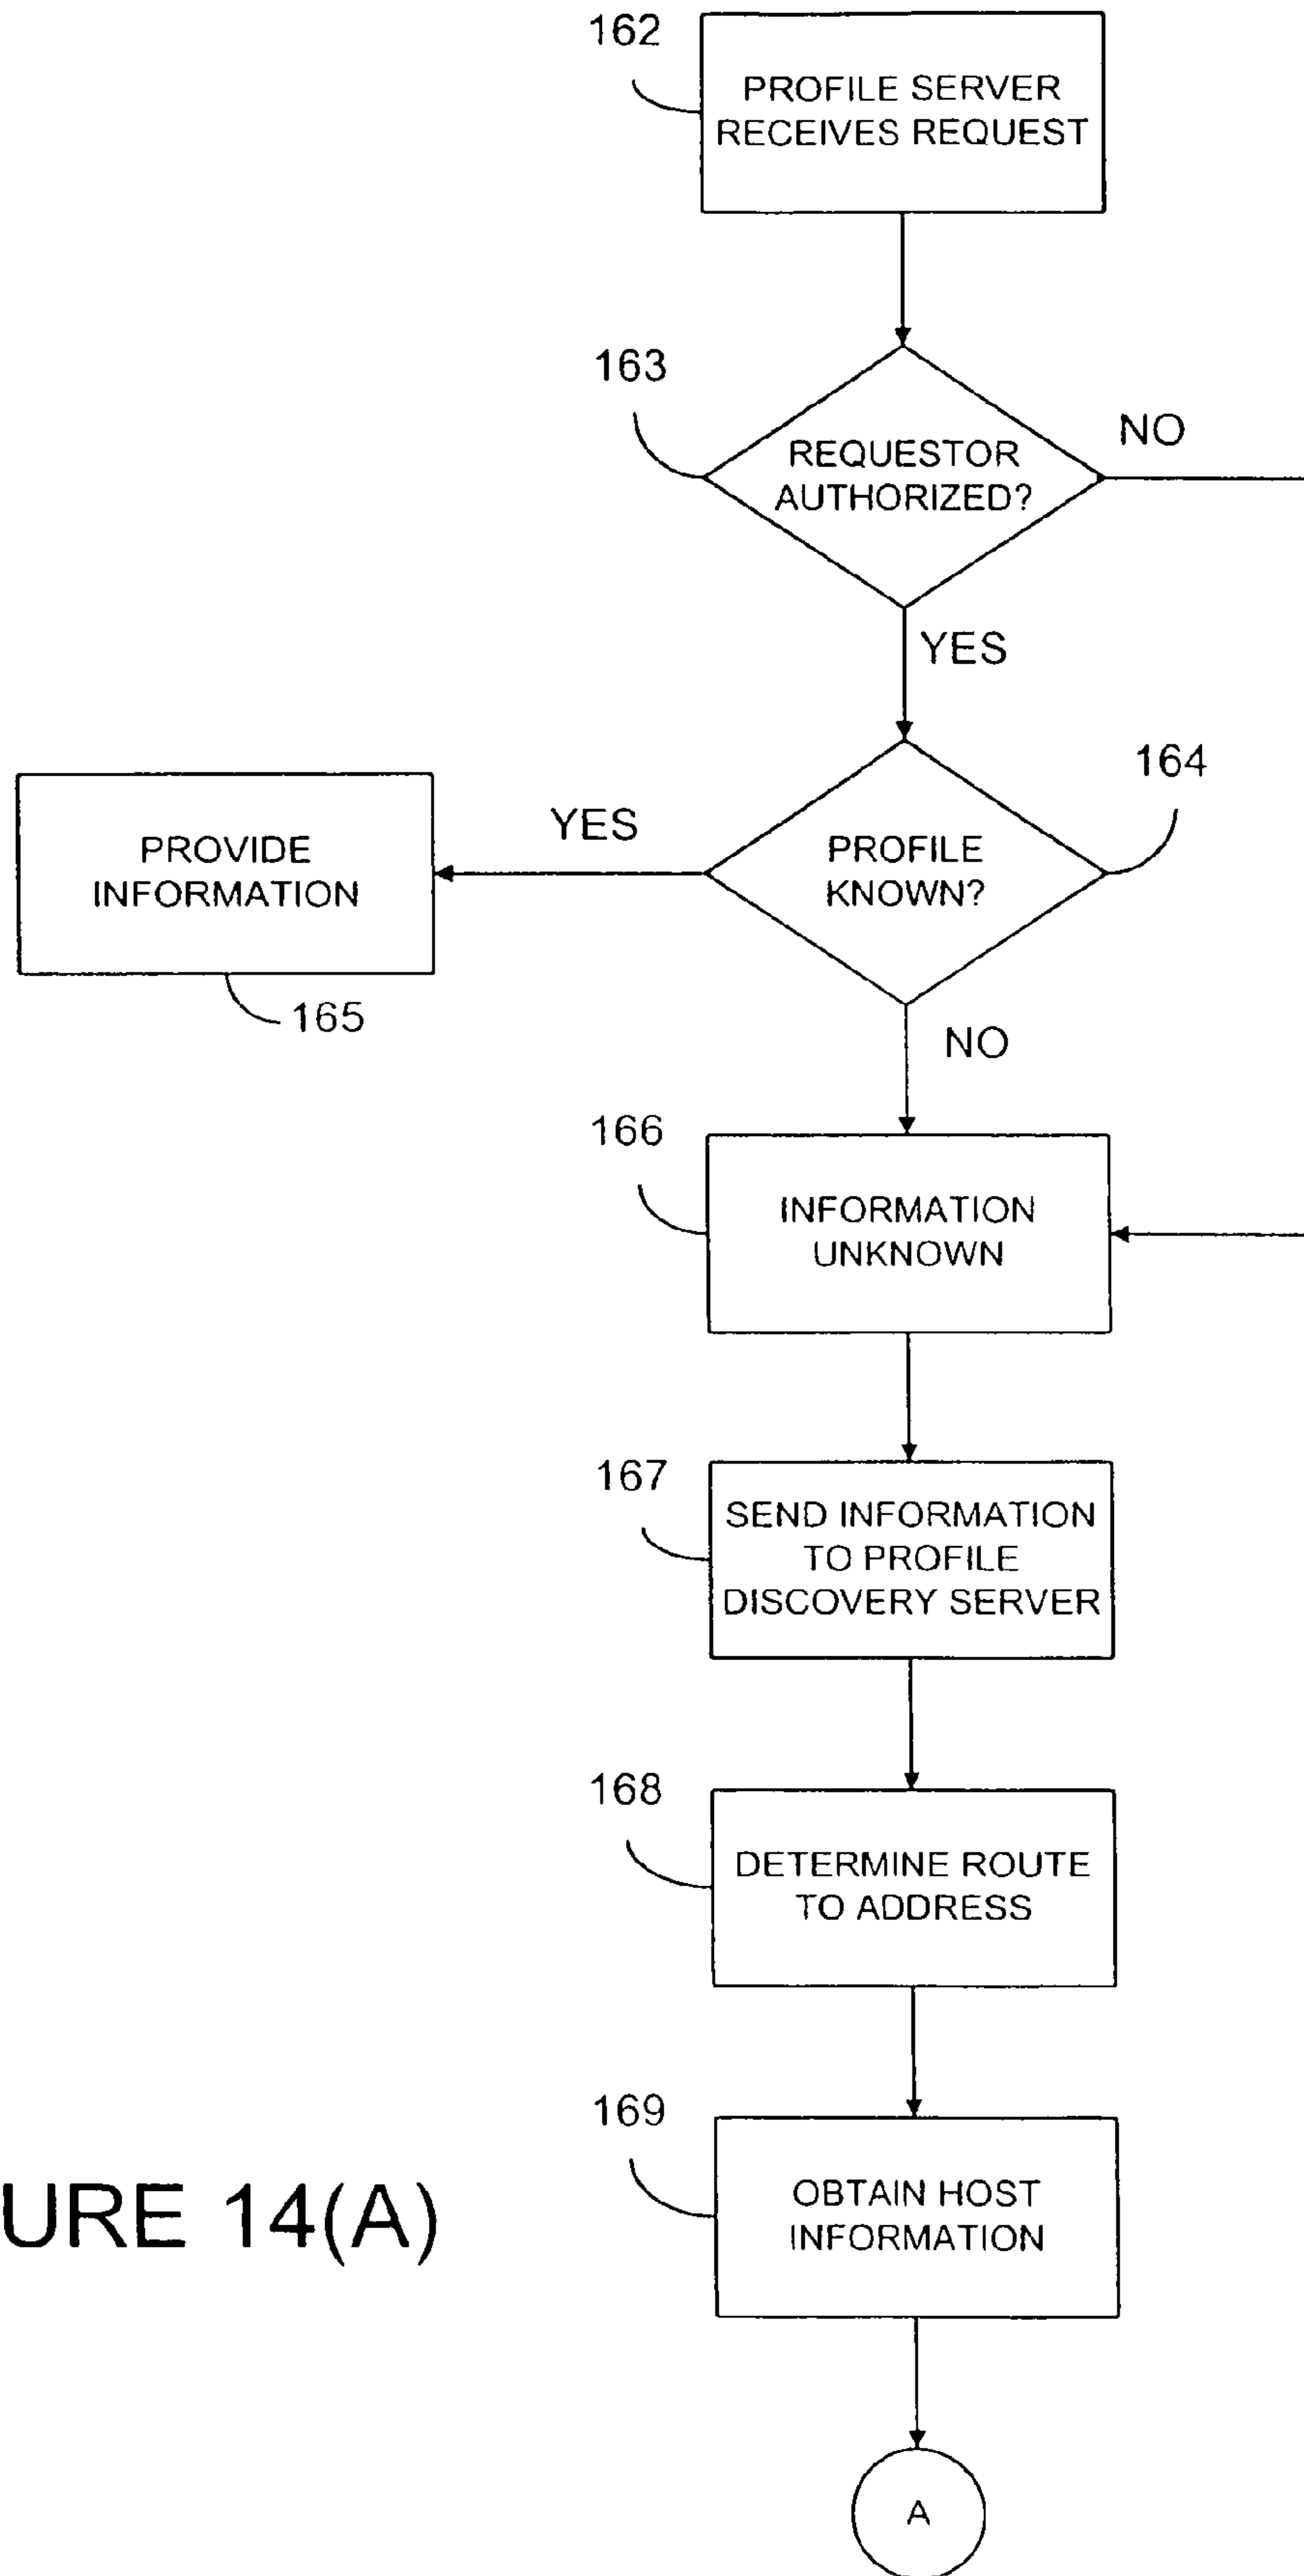 162
PROFILE SERVER
RECEIVES REQUEST
163
REQUESTOR
AUTHORIZED?
NO
YES
164
PROFILE
KNOWN?
YES
PROVIDE
INFORMATION
165
NO
166
INFORMATION
UNKNOWN
167
SEND INFORMATION
TO PROFILE
DISCOVERY SERVER
168
DETERMINE ROUTE
TO ADDRESS
169
OBTAIN HOST
INFORMATION
URE 14(A)
A